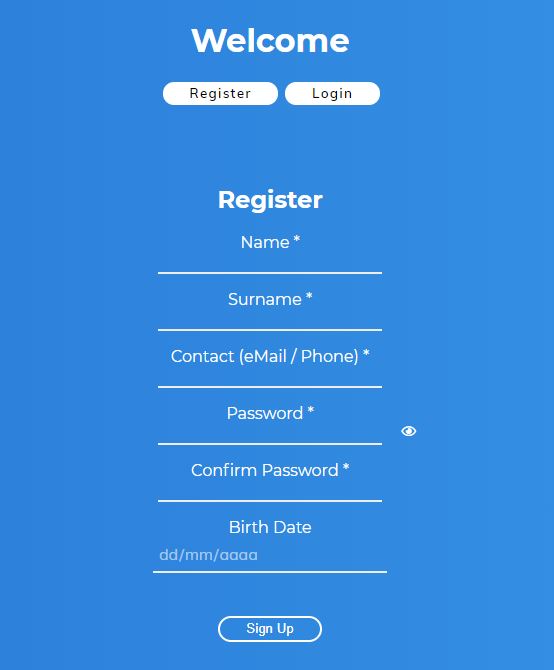 Welcome
Register Login
Register
Name *
Surname *
Contact (eMail / Phone) *
Password *
Confirm Password *
Birth Date
dd/mm/aaaa
Sign Up